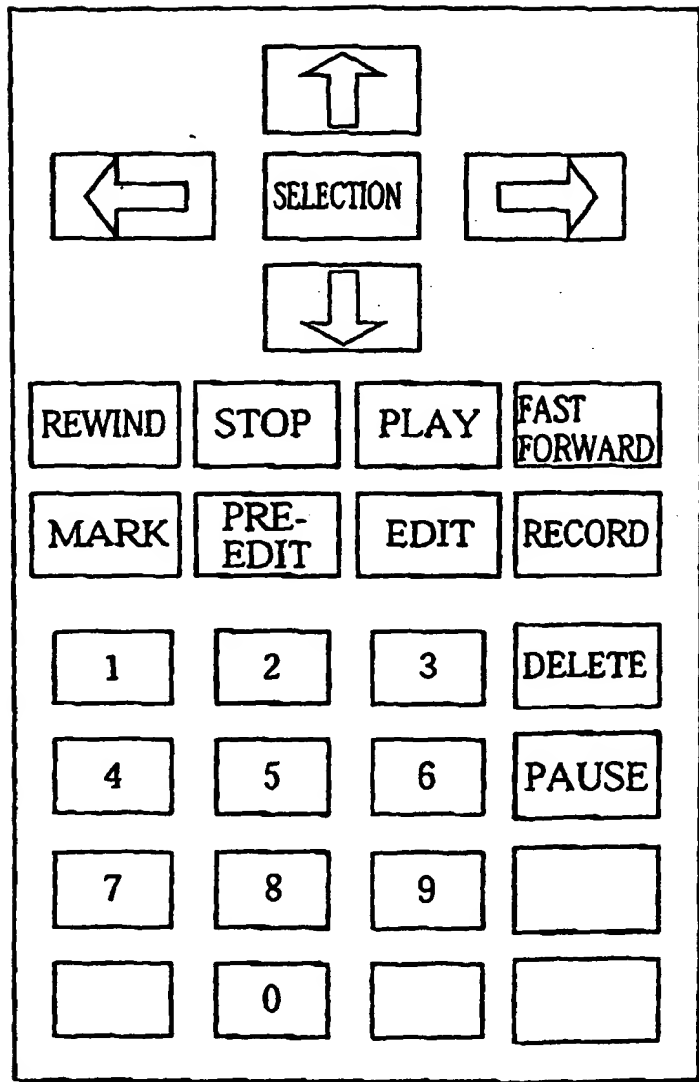 SELECTION
REWIND STOP PLAY FAST FORWARD
MARK PRE-EDIT EDIT RECORD
1 2 3 DELETE
4 5 6 PAUSE
7 8 9
0